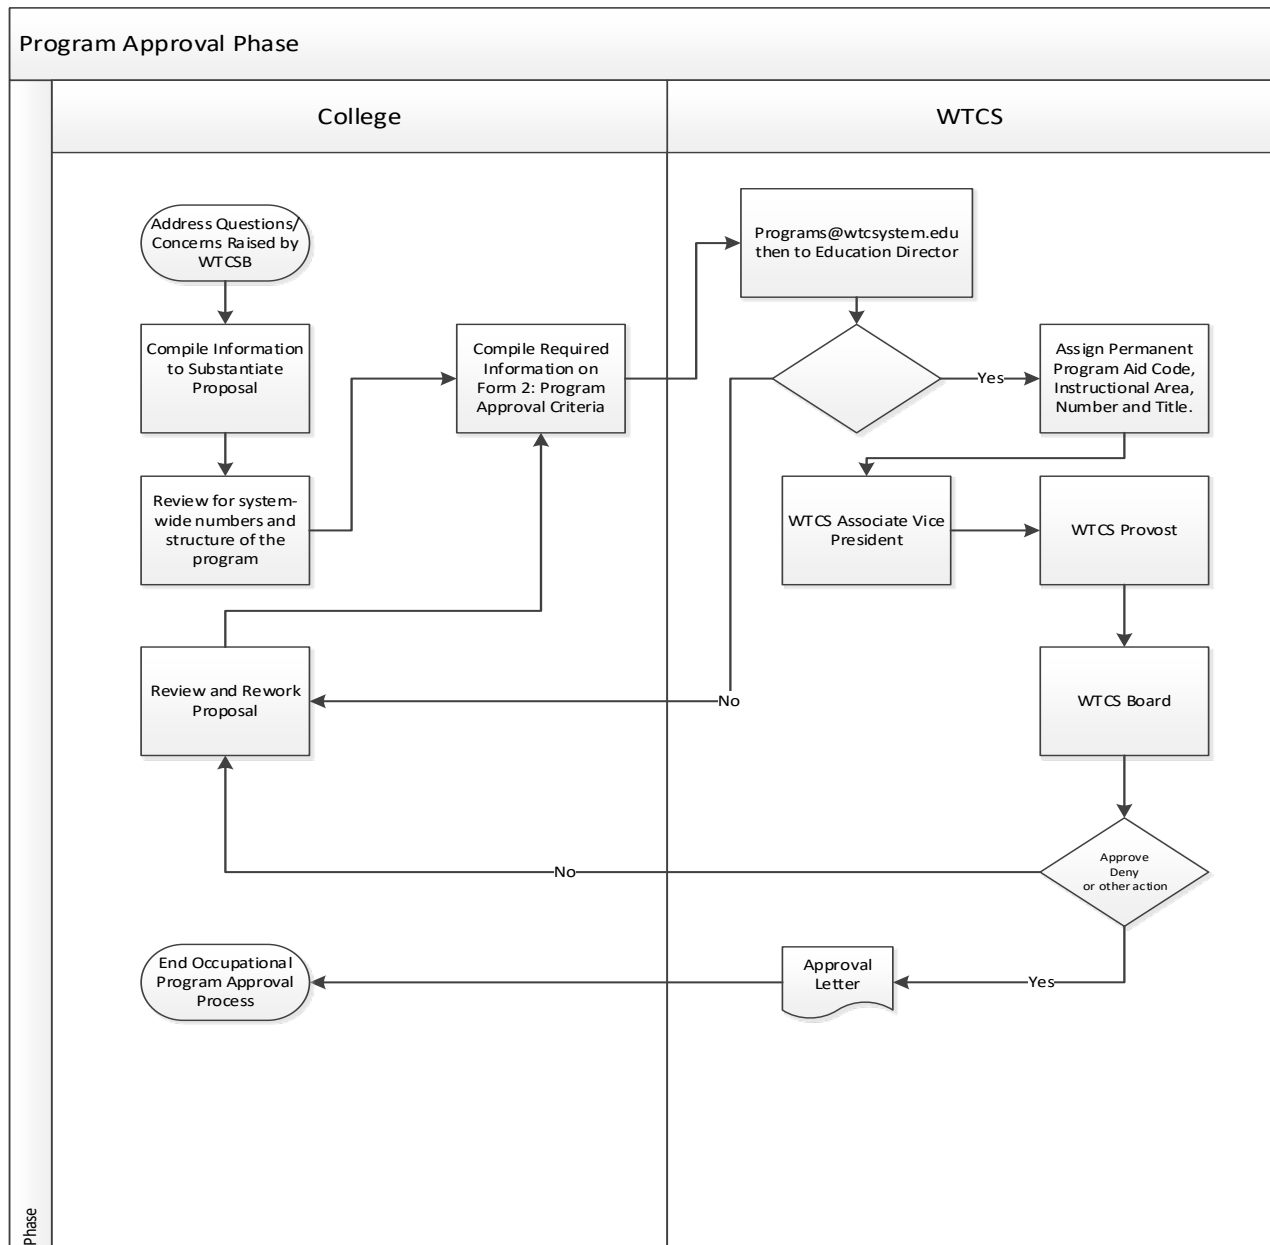 Program Approval Phase
College
WTCS
Address Questions/
Concerns Raised by
WTCSB
Programs@wtcsystem.edu
then to Education Director
Compile Information
to Substantiate
Proposal
Compile Required
Information on
Form 2: Program
Approval Criteria
Yes
Assign Permanent
Program Aid Code,
Instructional Area,
Number and Title.
Review for system-
wide numbers and
structure of the
program
WTCS Associate Vice
President
WTCS Provost
Review and Rework
Proposal
No
WTCS Board
No
Approve
Deny
or other action
End Occupational
Program Approval
Process
Approval
Letter
Yes
Phase